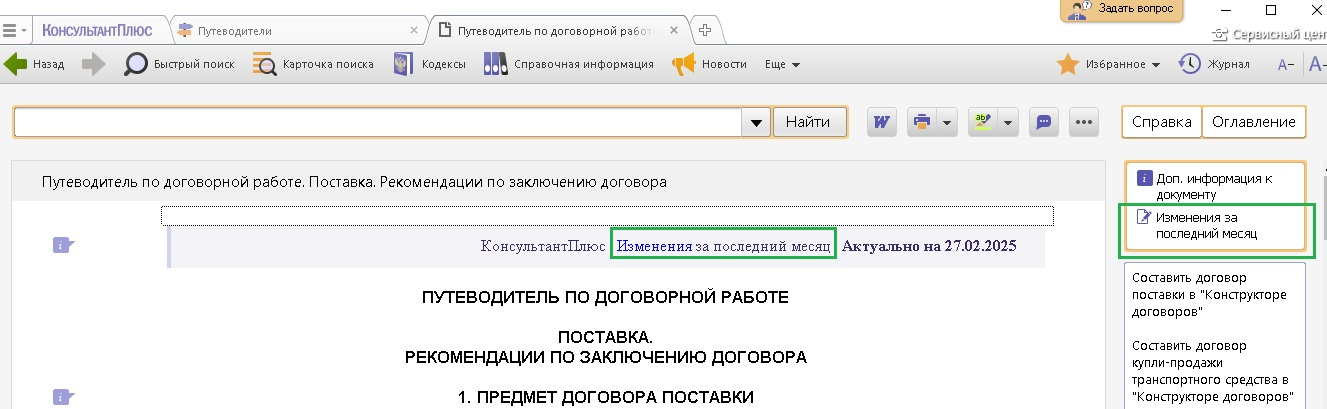 Задать вопрос
КонсультантПлюс Путеводители Путеводитель по договорной работе
Сервисный цен
Назад Быстрый поиск Карточка поиска Кодексы Справочная информация Новости Еще Избранное Журнал А− А−
Найти Справка Оглавление
Путеводитель по договорной работе. Поставка. Рекомендации по заключению договора
Доп. информация к
документу
Изменения за
последний месяц
КонсультантПлюс Изменения за последний месяц Актуально на 27.02.2025
ПУТЕВОДИТЕЛЬ ПО ДОГОВОРНОЙ РАБОТЕ
ПОСТАВКА.
РЕКОМЕНДАЦИИ ПО ЗАКЛЮЧЕНИЮ ДОГОВОРА
1. ПРЕДМЕТ ДОГОВОРА ПОСТАВКИ
Составить договор
поставки в "Конструкторе
договоров"
Составить договор
купли-продажи
транспортного средства в
"Конструкторе договоров"